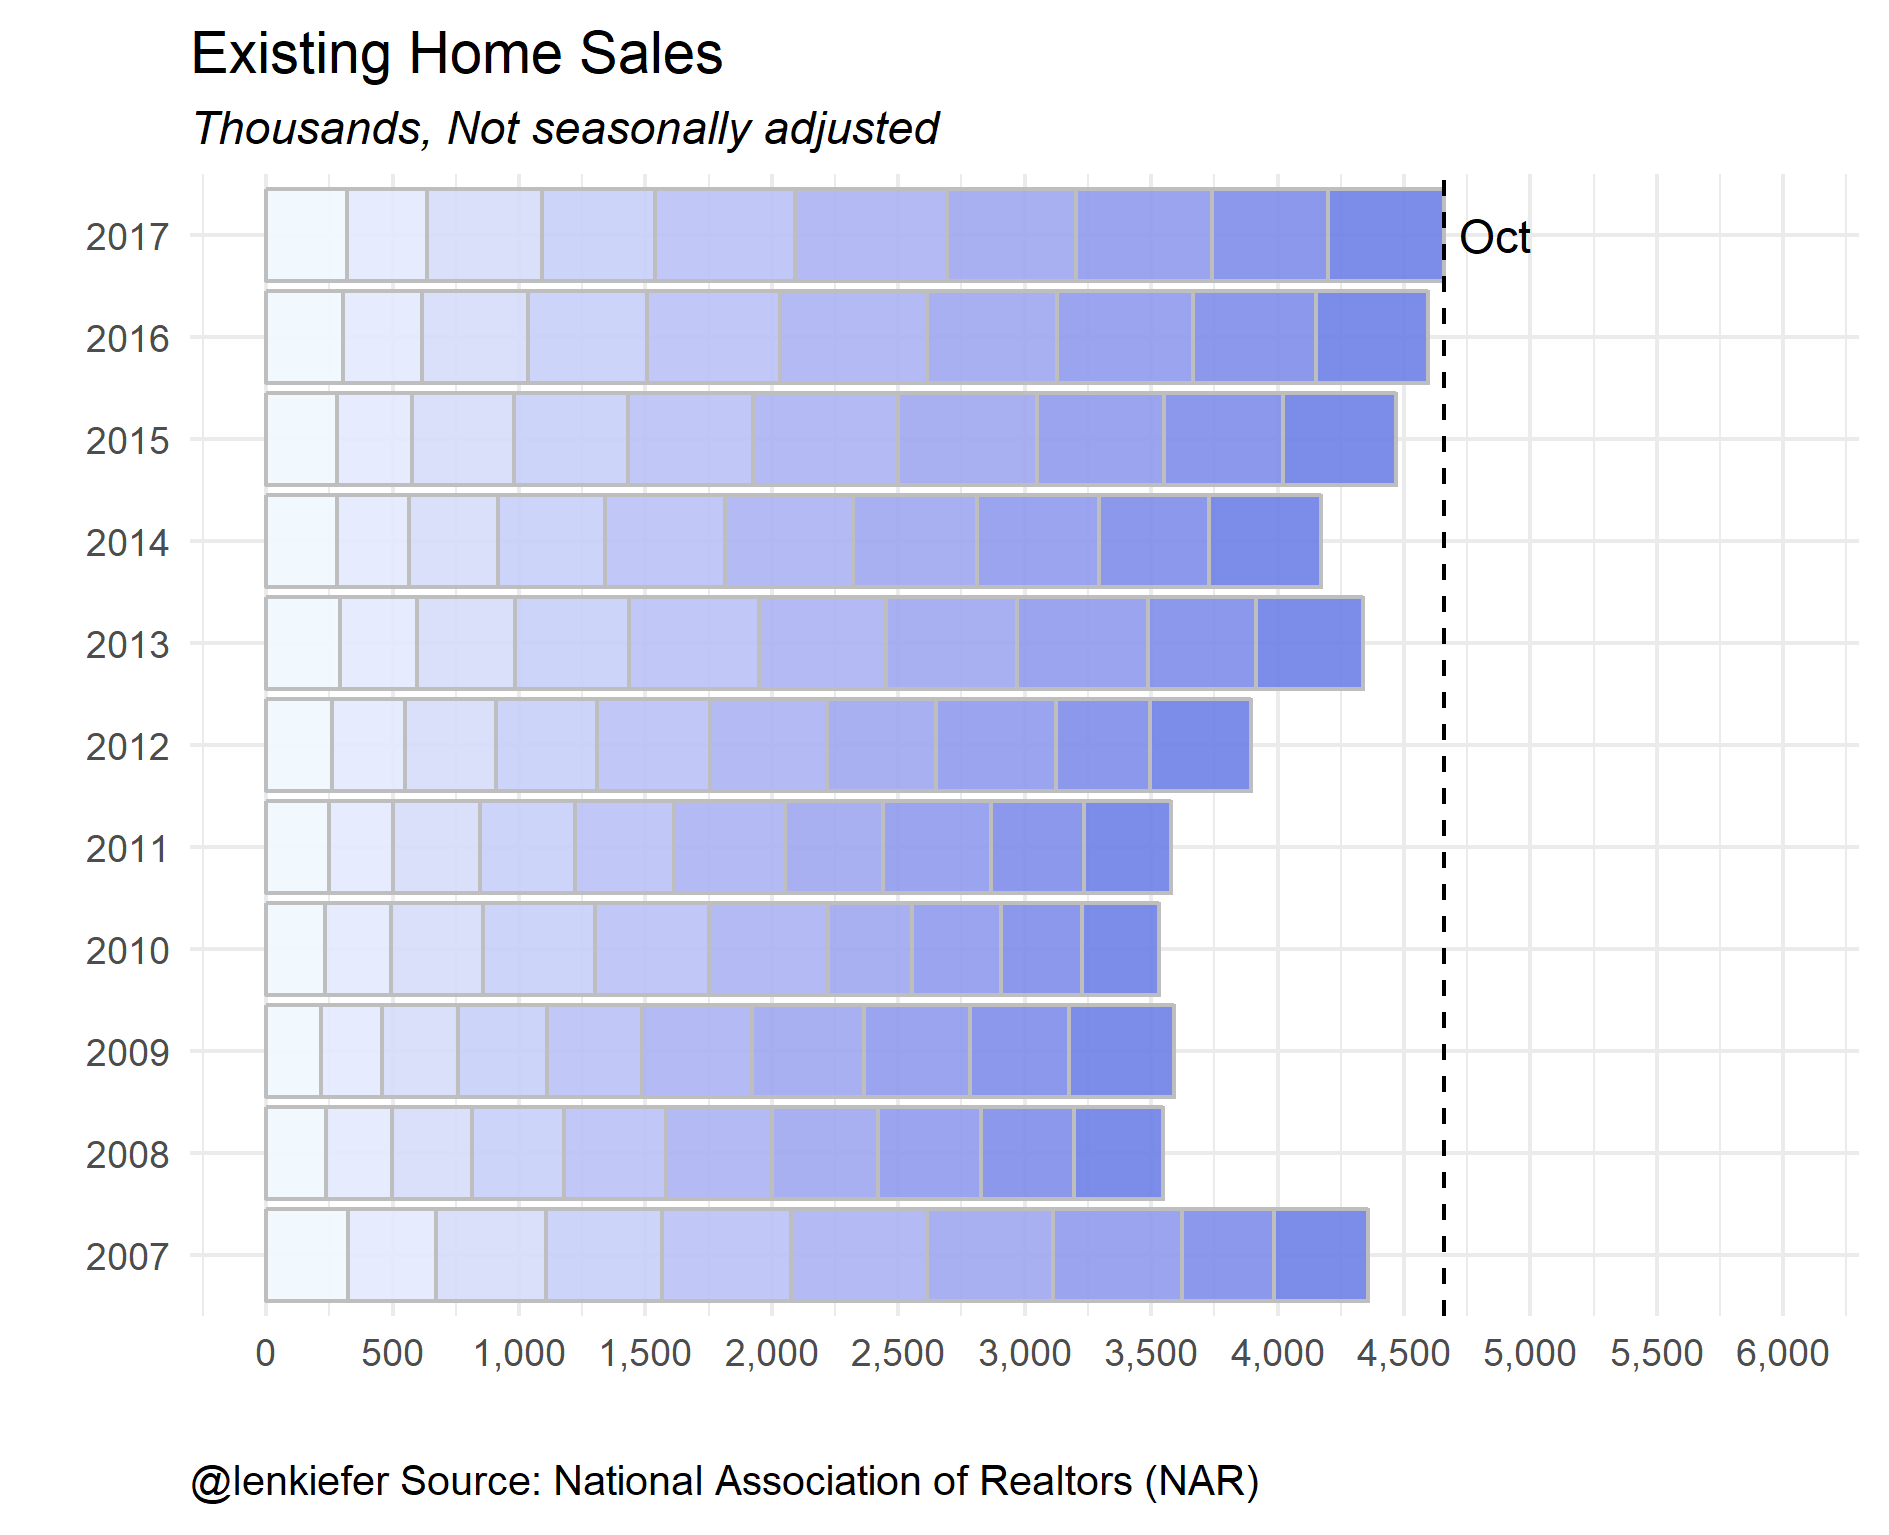 Existing Home Sales
Thousands, Not seasonally adjusted
2017
Oct
2016
2015
2014
2013
2012
2011
2010
2009
2008
2007
0 500 1,000 1,500 2,000 2,500 3,000 3,500 4,000 4,500 5,000 5,500 6,000
@lenkiefer Source: National Association of Realtors (NAR)